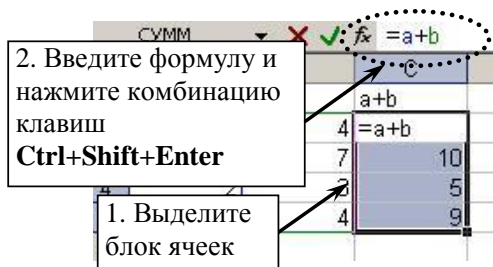 СУММ =a+b
2. Введите формулу и
нажмите комбинацию
клавиш
Ctrl+Shift+Enter
C
a+b
4 =a+b
7 10
3 5
4 9
1. Выделите
блок ячеек